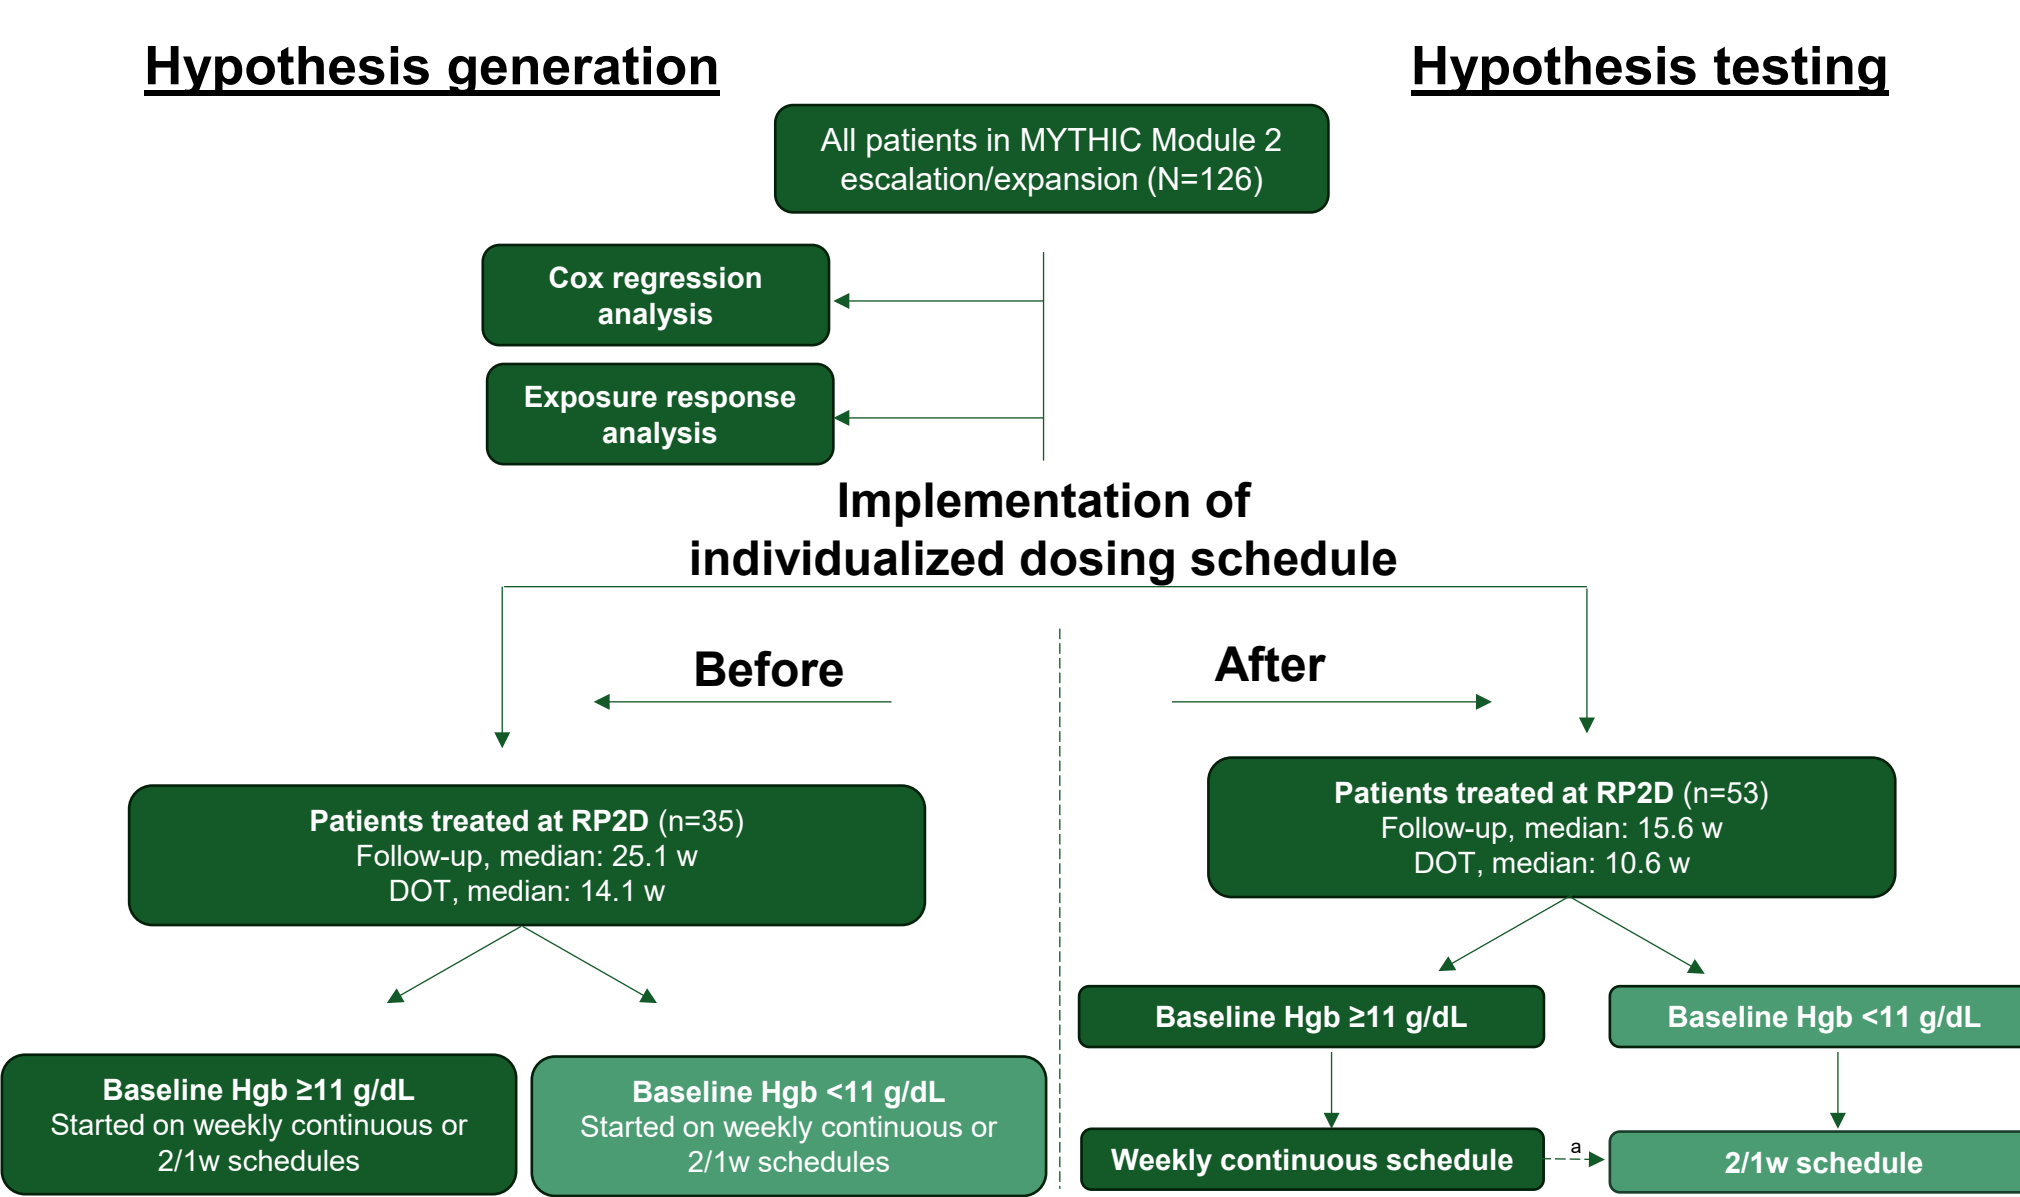 Hypothesis generation
Hypothesis testing
All patients in MYTHIC Module 2
escalation/expansion (N=126)
Cox regression
analysis
Exposure response
analysis
Implementation of
individualized dosing schedule
Before
After
Patients treated at RP2D (n=35)
Follow-up, median: 25.1 w
DOT, median: 14.1 w
Patients treated at RP2D (n=53)
Follow-up, median: 15.6 w
DOT, median: 10.6 w
Baseline Hgb ≥11 g/dL
Started on weekly continuous or
2/1w schedules
Baseline Hgb <11 g/dL
Started on weekly continuous or
2/1w schedules
Baseline Hgb ≥11 g/dL
Baseline Hgb <11 g/dL
Weekly continuous schedule
a
2/1w schedule